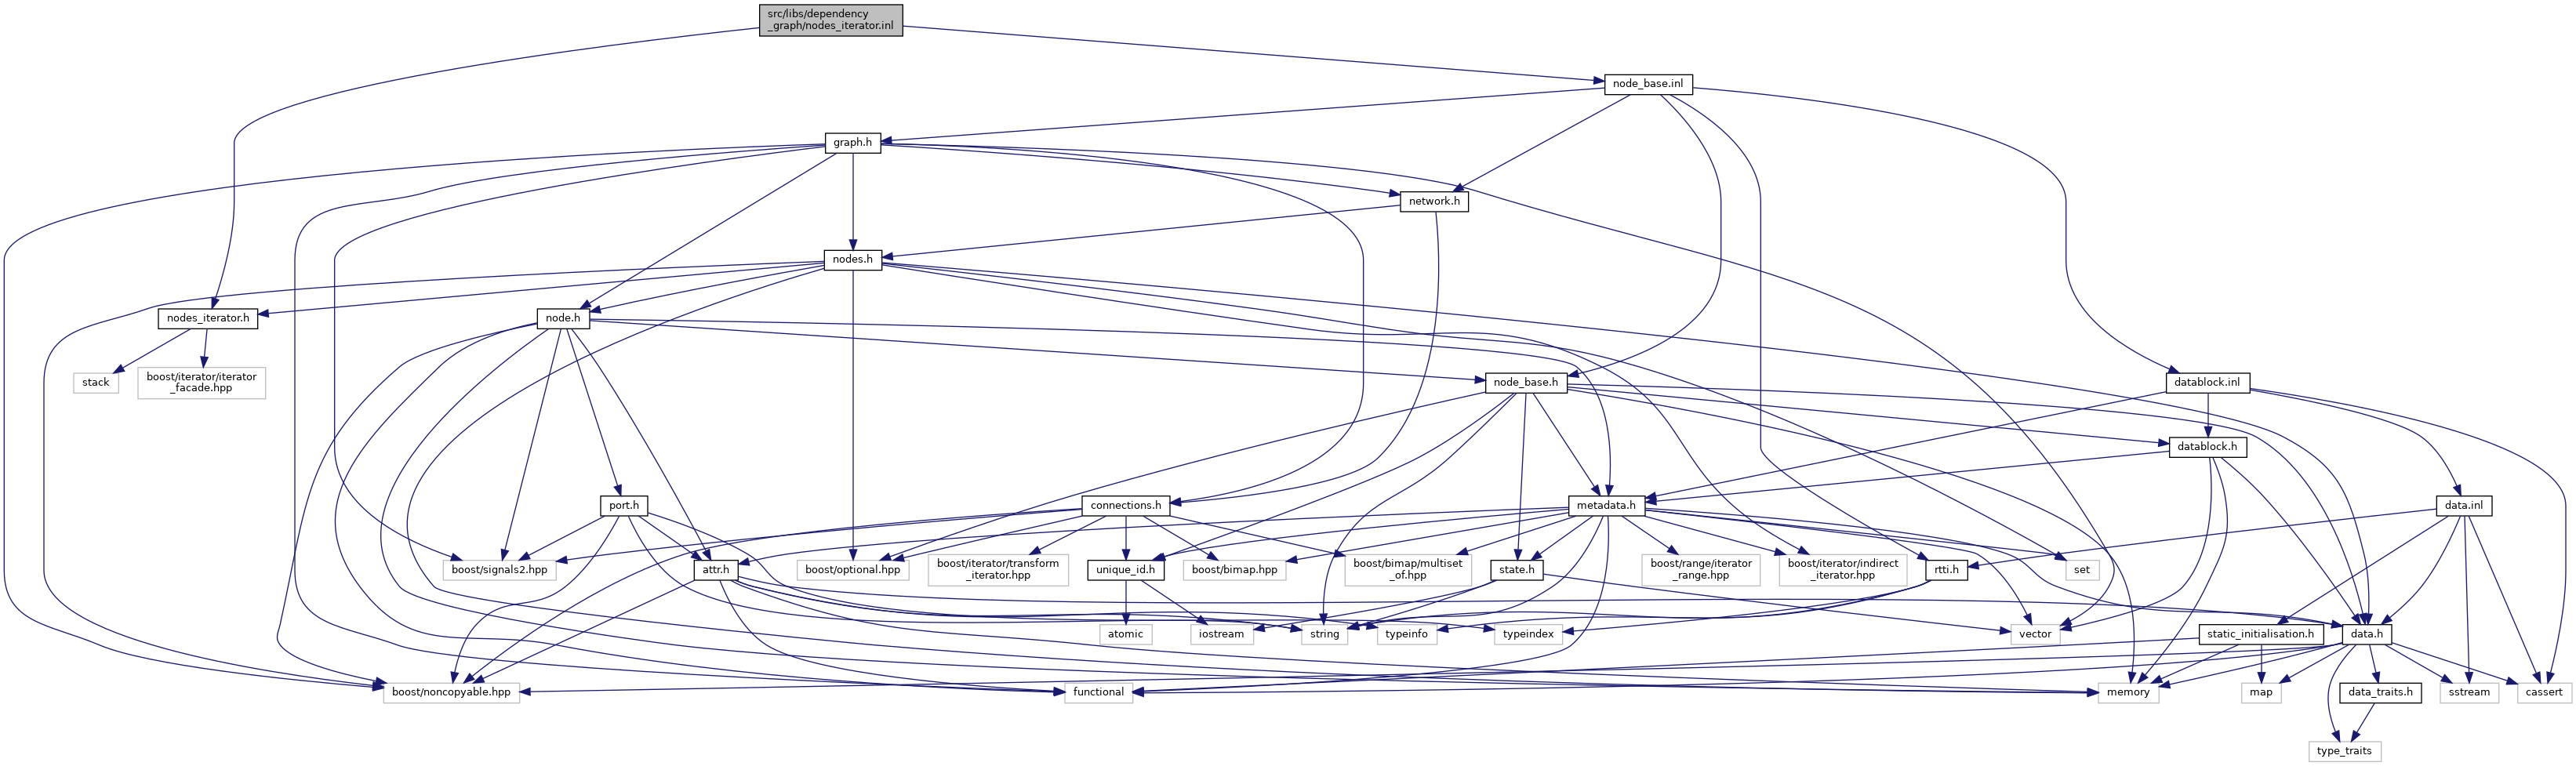 src/libs/dependency
_graph/nodes_iterator.inl
node_base.inl
graph.h
network.h
nodes.h
nodes_iterator.h
node.h
stack
boost/iterator/iterator
_facade.hpp
node_base.h
datablock.inl
datablock.h
port.h
connections.h
metadata.h
data.inl
boost/signals2.hpp
attr.h
boost/optional.hpp
boost/iterator/transform
_iterator.hpp
unique_id.h
boost/bimap.hpp
boost/bimap/multiset
_of.hpp
state.h
boost/range/iterator
_range.hpp
boost/iterator/indirect
_iterator.hpp
rtti.h
set
atomic
iostream
string
typeinfo
typeindex
vector
static_initialisation.h
data.h
boost/noncopyable.hpp
functional
memory
map
data_traits.h
sstream
cassert
type_traits